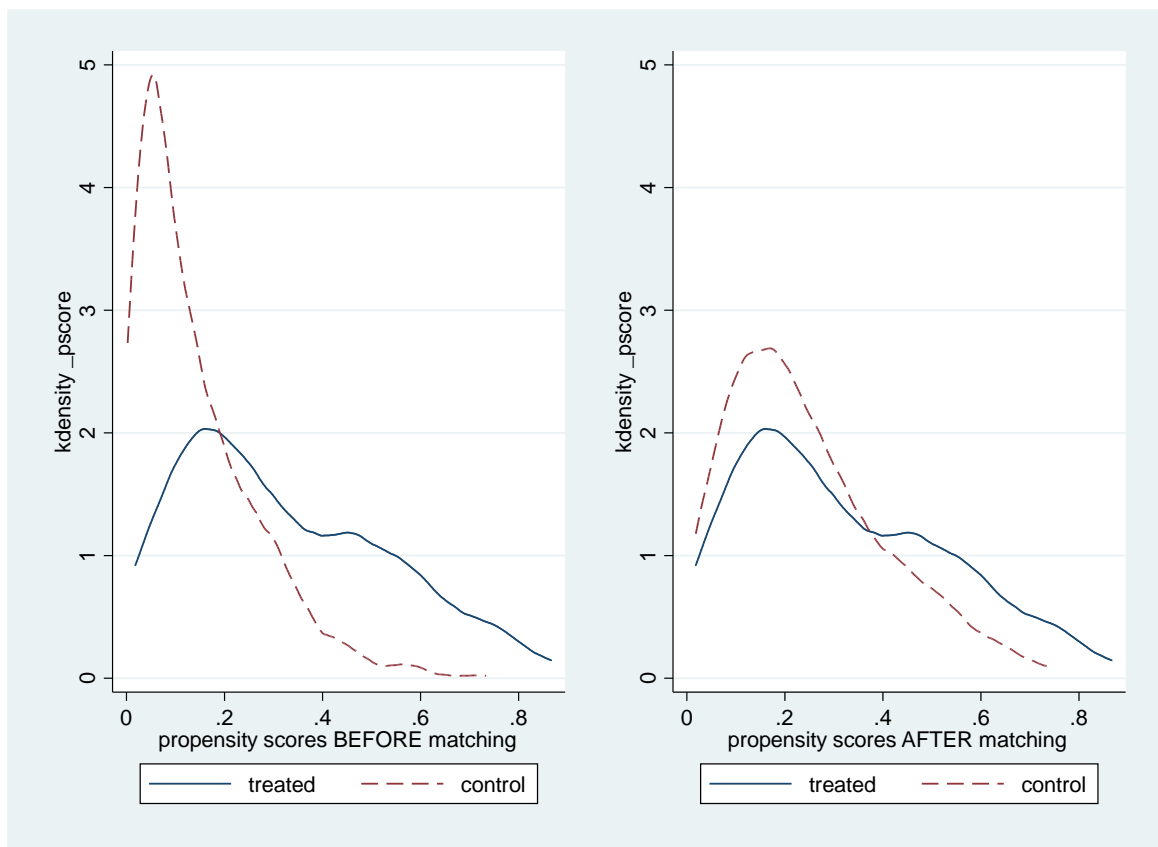 kdensity _pscore
5
4
3
2
1
0
0 .2 .4 .6 .8
propensity scores BEFORE matching
treated control
kdensity _pscore
5
4
3
2
1
0
0 .2 .4 .6 .8
propensity scores AFTER matching
treated control